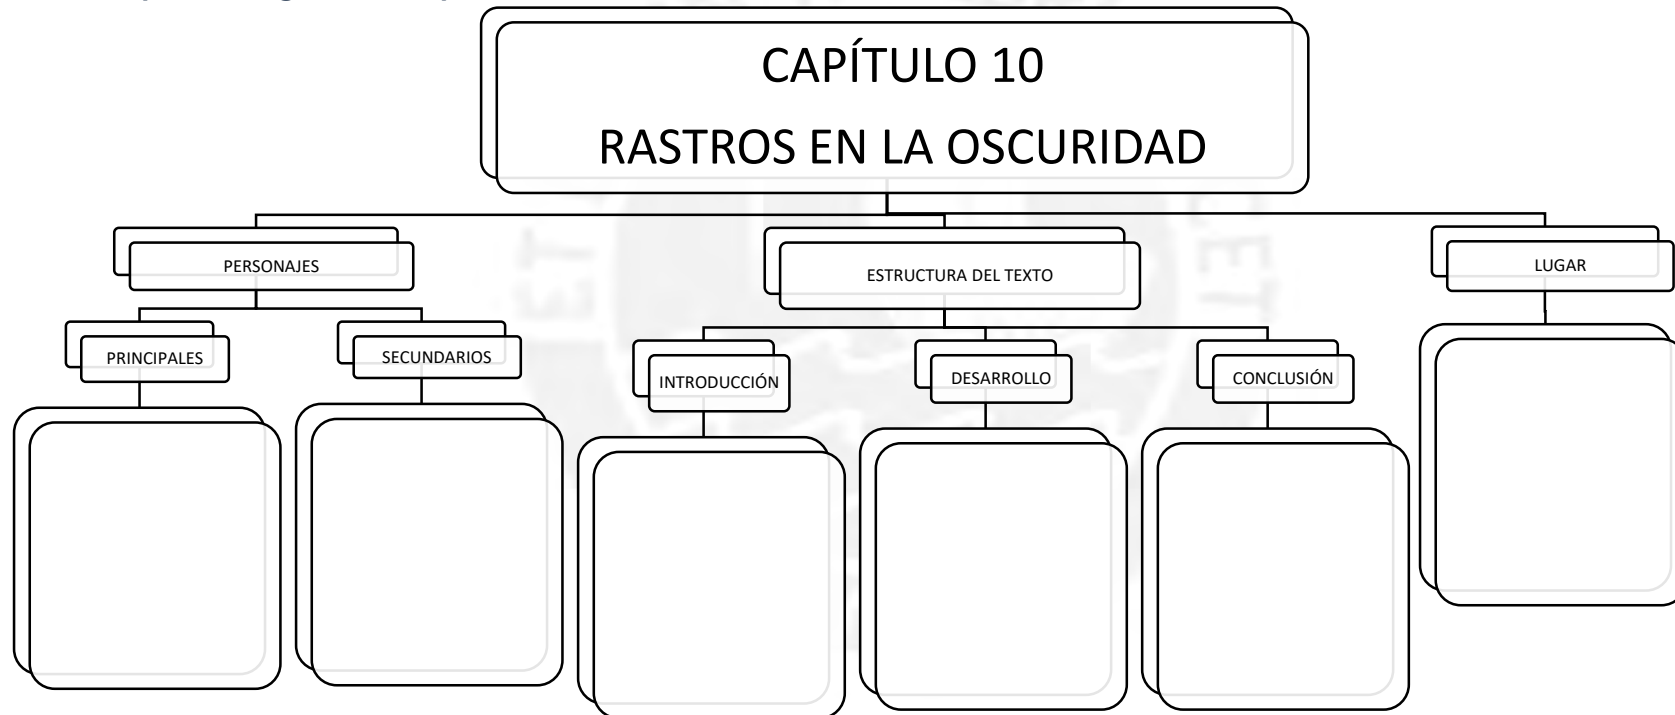 CAPÍTULO 10
RASTROS EN LA OSCURIDAD
PERSONAJES
ESTRUCTURA DEL TEXTO
LUGAR
PRINCIPALES
SECUNDARIOS
INTRODUCCIÓN
DESARROLLO
CONCLUSIÓN